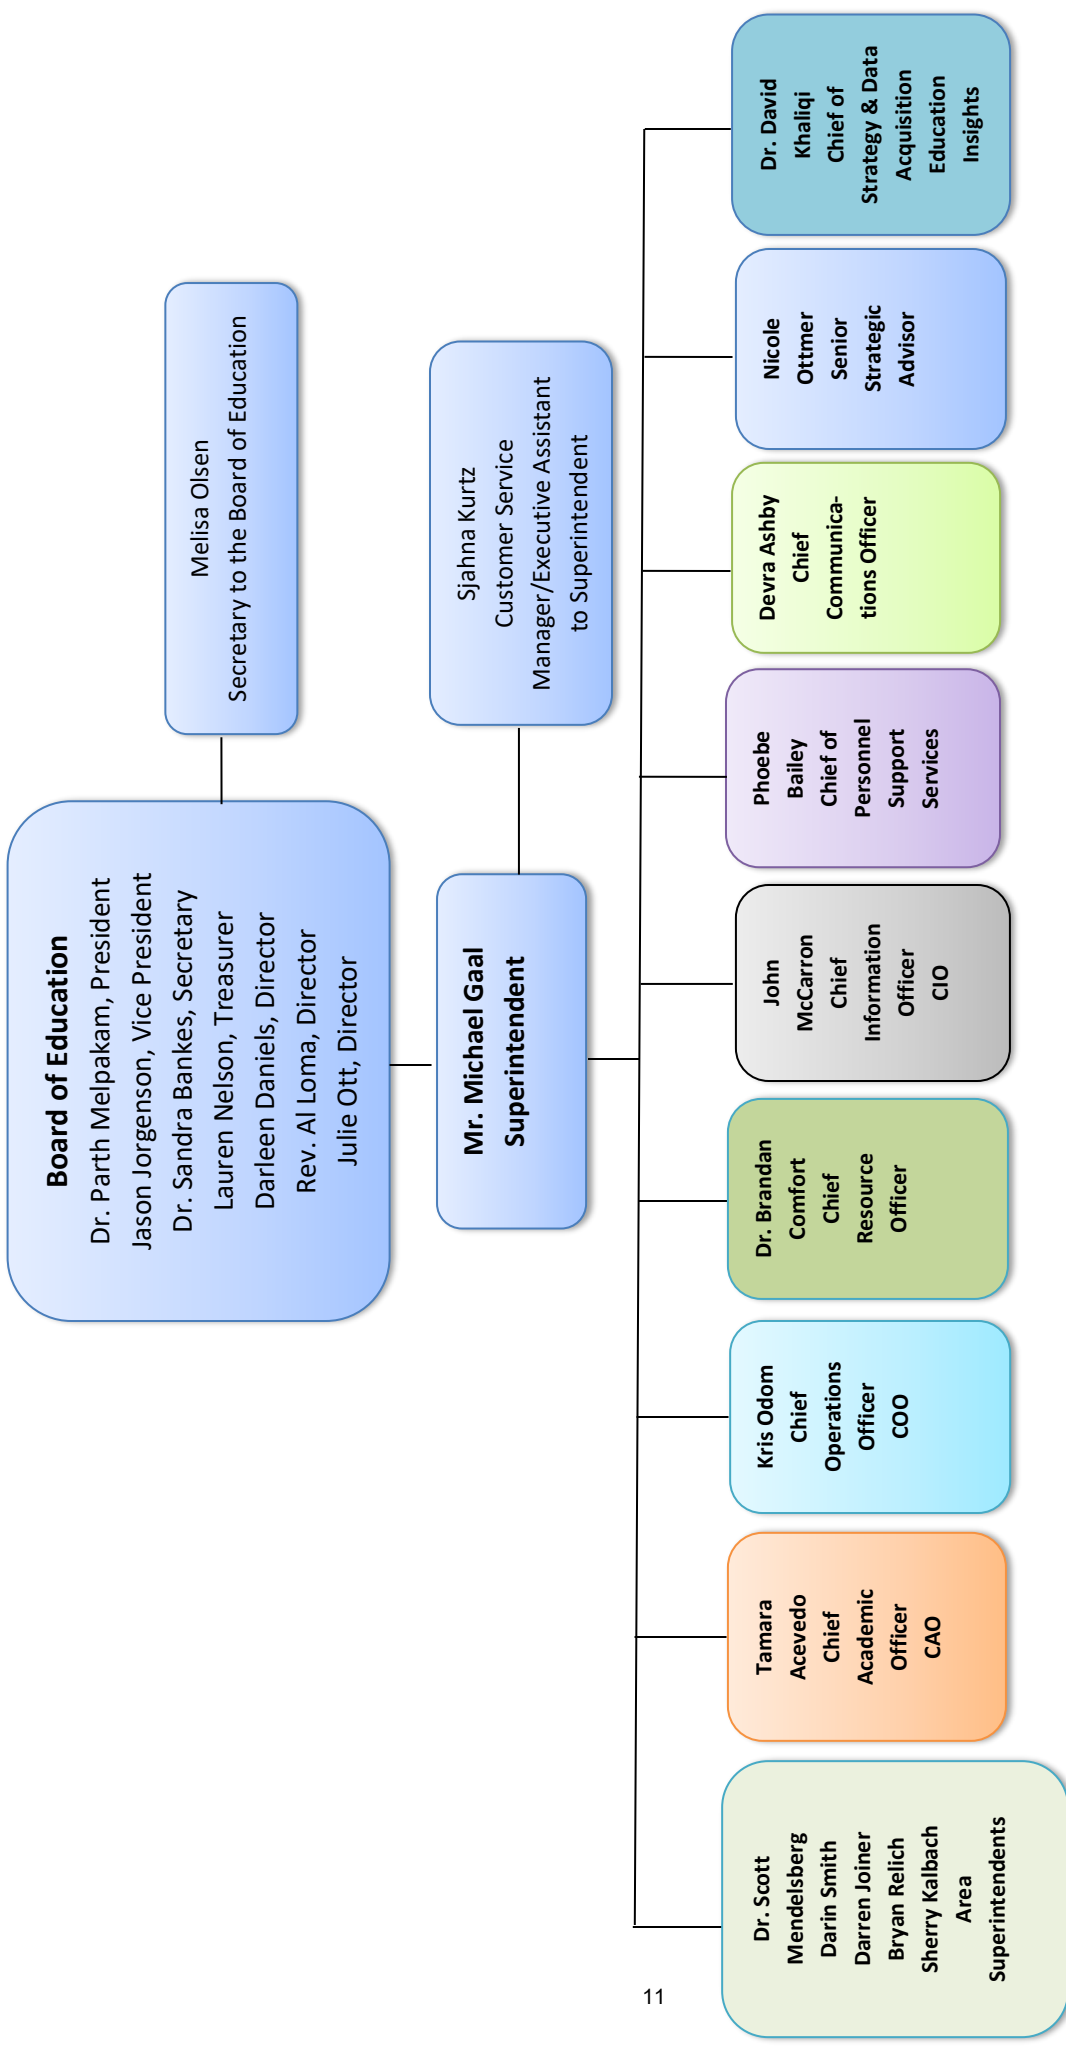 Board of Education
Dr. Parth Melpakam, President
Jason Jorgenson, Vice President
Dr. Sandra Bankes, Secretary
Lauren Nelson, Treasurer
Darleen Daniels, Director
Rev. Al Loma, Director
Julie Ott, Director
Melisa Olsen
Secretary to the Board of Education
Mr. Michael Gaal
Superintendent
Sjahna Kurtz
Customer Service
Manager/Executive Assistant
to Superintendent
Dr. Scott
Mendelsberg
Darin Smith
Darren Joiner
Bryan Relich
Sherry Kalbach
Area
Superintendents
Tamara
Acevedo
Chief
Academic
Officer
CAO
Kris Odom
Chief
Operations
Officer
COO
Dr. Brandan
Comfort
Chief
Resource
Officer
John
McCarron
Chief
Information
Officer
CIO
Phoebe
Bailey
Chief of
Personnel
Support
Services
Devra Ashby
Chief
Communica-
tions Officer
Nicole
Ottmer
Senior
Strategic
Advisor
Dr. David
Khaliqi
Chief of
Strategy & Data
Acquisition
Education
Insights
11